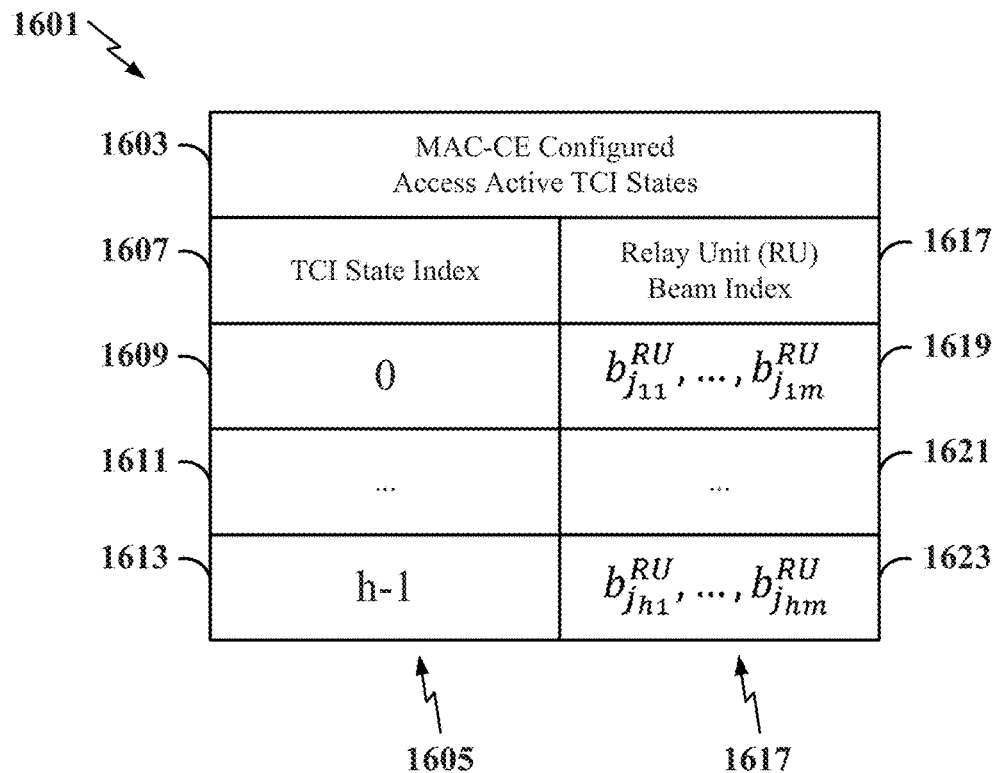 1601
1603
MAC-CE Configured
Access Active TCI States
1607
TCI State Index
Relay Unit (RU)
Beam Index
1617
1609
0
b_{j_{11}}^{RU}, ..., b_{j_{1m}}^{RU}
1619
1611
...
...
1621
1613
h-1
b_{j_{h1}}^{RU}, ..., b_{j_{hm}}^{RU}
1623
1605
1617